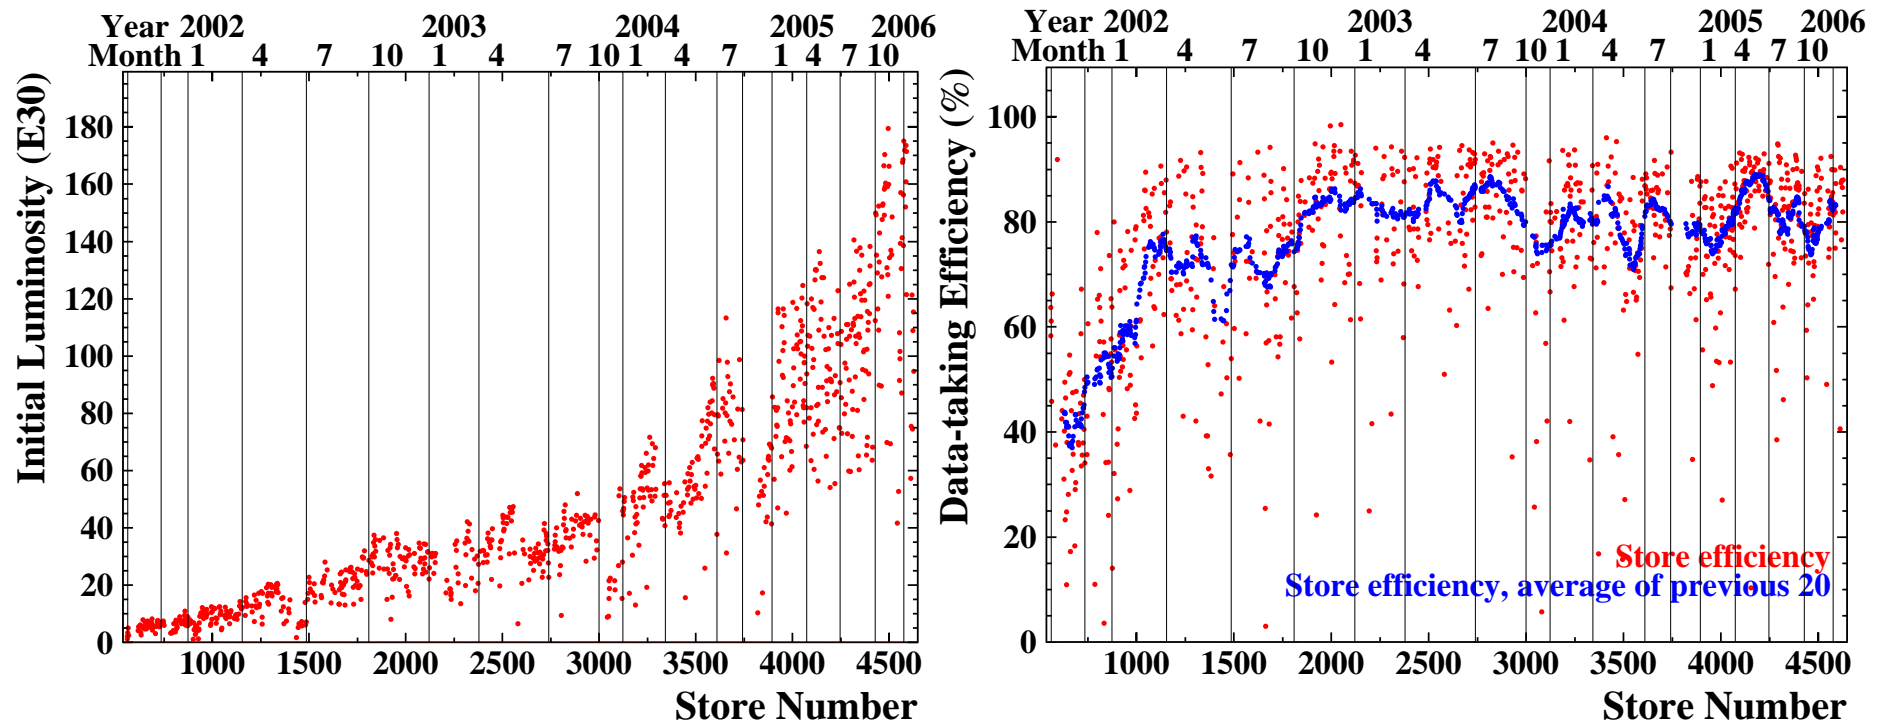 Year 2002 2003 2004 2005 2006
Month 1 4 7 10 1 4 7 10 1 4 7 1 4 7 10
Initial Luminosity (E30)
180
160
140
120
100
80
60
40
20
0
1000 1500 2000 2500 3000 3500 4000 4500
Store Number
Year 2002 2003 2004 2005 2006
Month 1 4 7 10 1 4 7 10 1 4 7 1 4 7 10
Data-taking Efficiency (%)
100
80
60
40
20
0
Store efficiency
Store efficiency, average of previous 20
1000 1500 2000 2500 3000 3500 4000 4500
Store Number